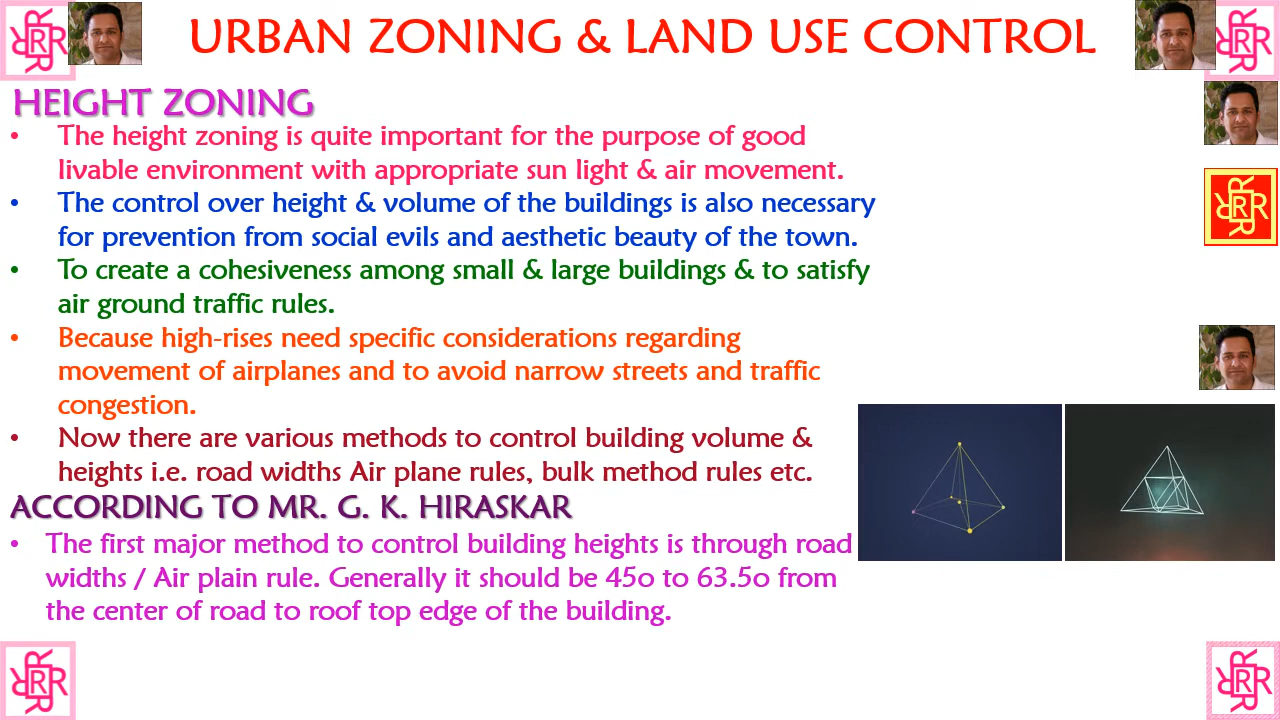 URBAN ZONING & LAND USE CONTROL
HEIGHT ZONING
• The height zoning is quite important for the purpose of good
livable environment with appropriate sun light & air movement.
• The control over height & volume of the buildings is also necessary
for prevention from social evils and aesthetic beauty of the town.
• To create a cohesiveness among small & large buildings & to satisfy
air ground traffic rules.
• Because high-rises need specific considerations regarding
movement of airplanes and to avoid narrow streets and traffic
congestion.
• Now there are various methods to control building volume &
heights i.e. road widths Air plane rules, bulk method rules etc.
ACCORDING TO MR. G. K. HIRASKAR
• The first major method to control building heights is through road
widths / Air plain rule. Generally it should be 45o to 63.5o from
the center of road to roof top edge of the building.